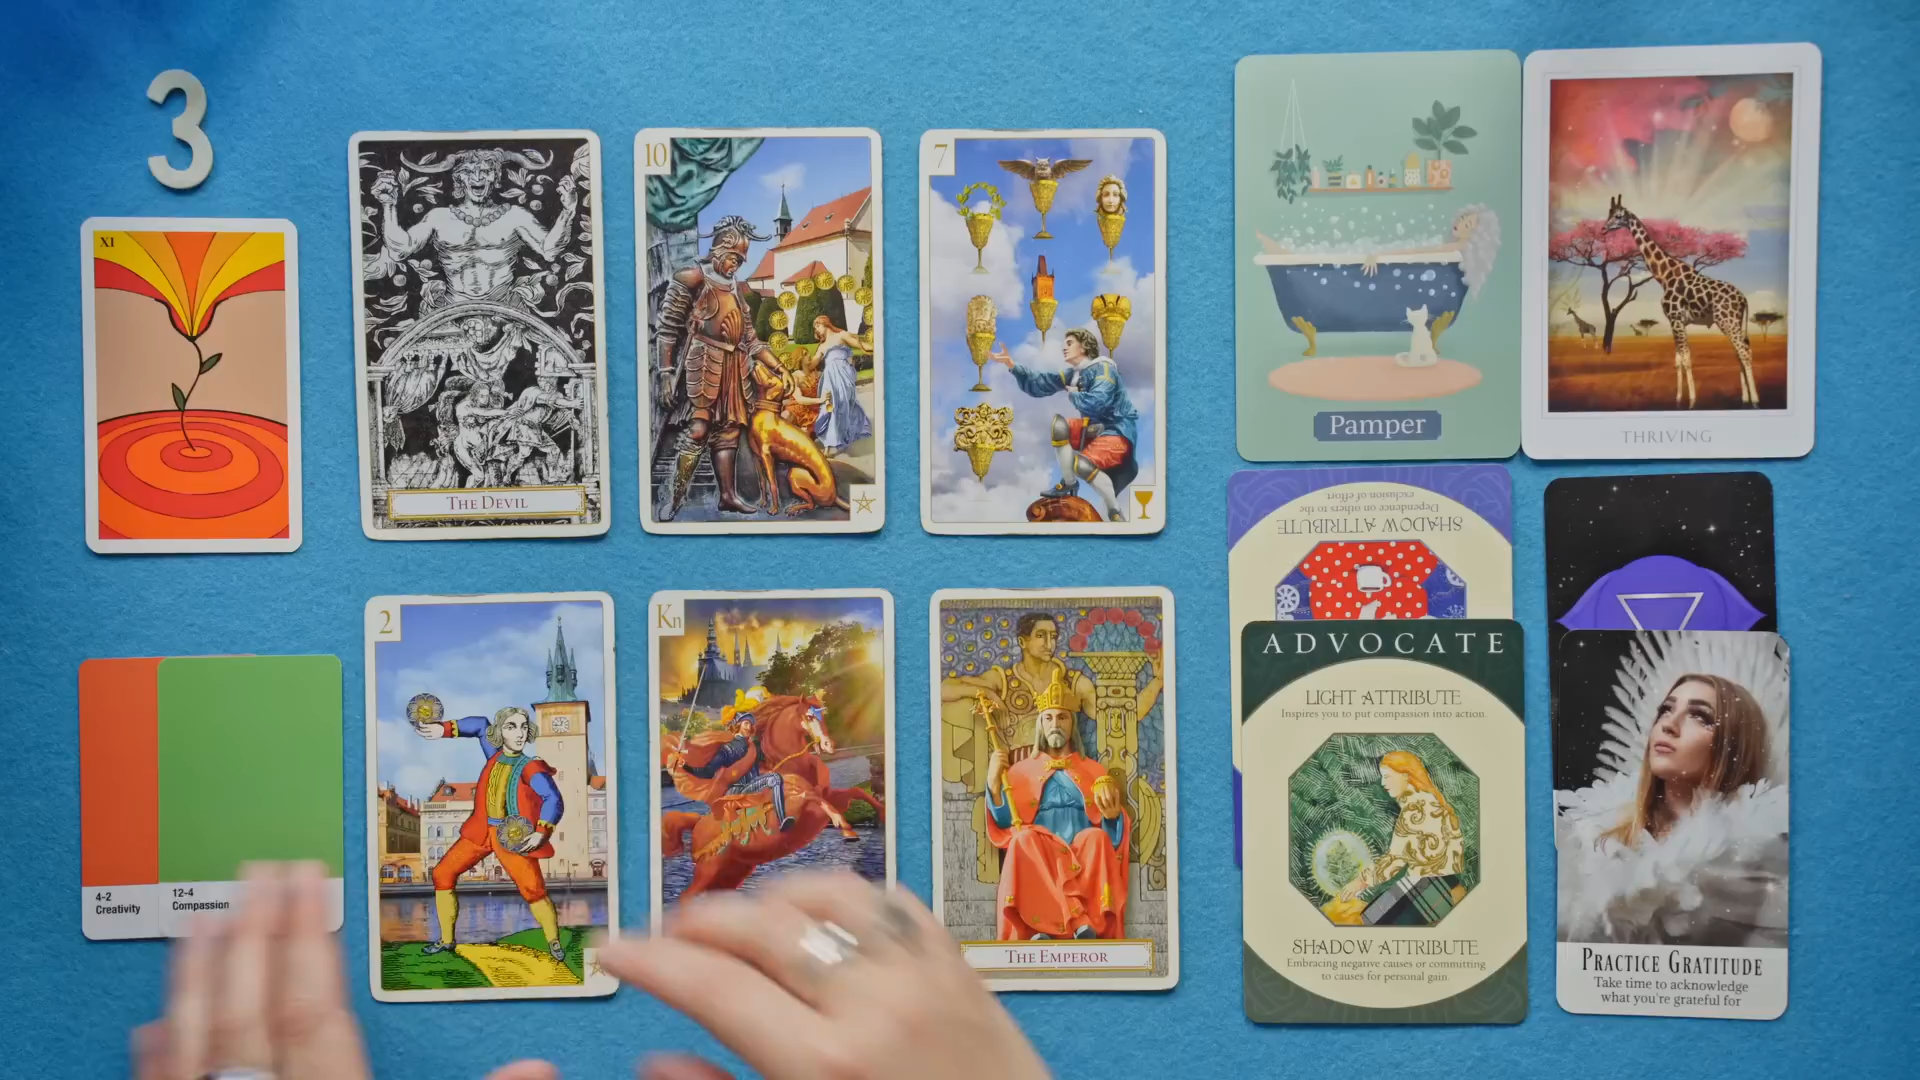 3
XI
THE DEVIL
10
7
Pamper
THRIVING
SHADOW ATTRIBUTE
Dependence on others to the
exclusion of effort.
4-2
Creativity
12-4
Compassion
2
Kn
THE EMPEROR
ADVOCATE
LIGHT ATTRIBUTE
Inspires you to put compassion into action.
SHADOW ATTRIBUTE
Embracing negative causes or committing
to causes for personal gain.
PRACTICE GRATITUDE
Take time to acknowledge
what you're grateful for